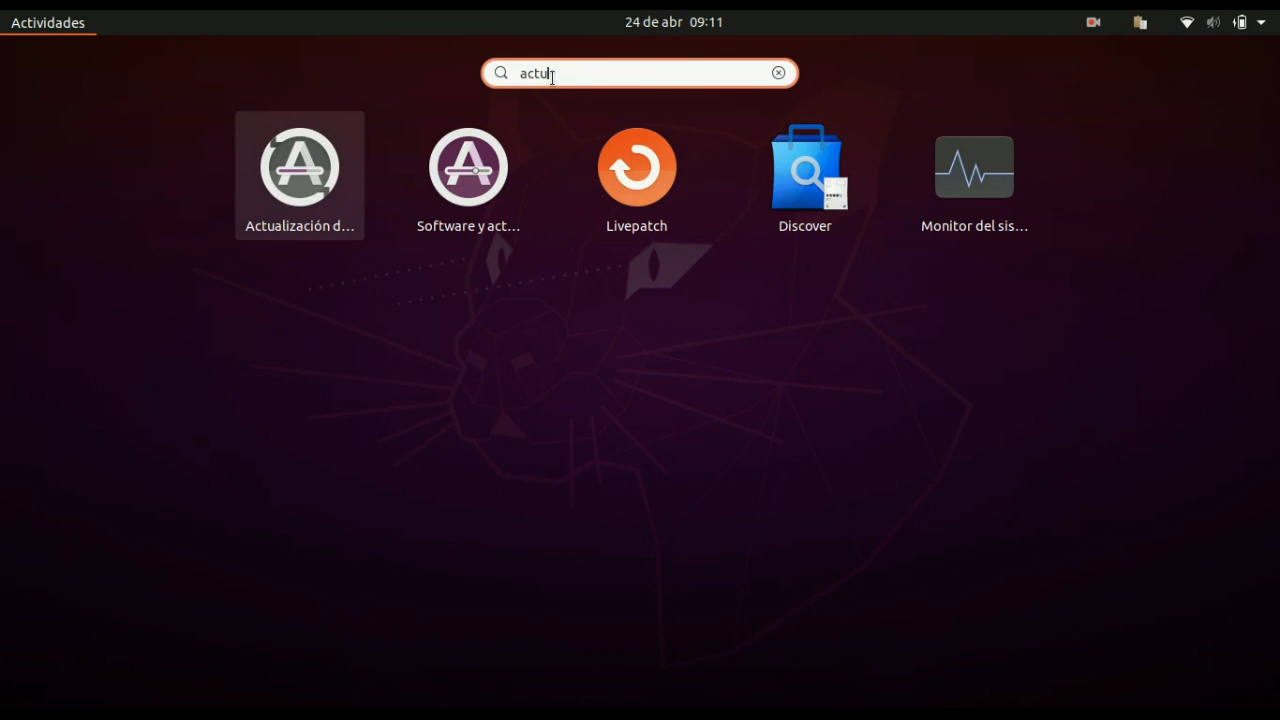 Actividades
24 de abr 09:11
actu
Actualización d...
Software y act...
Livepatch
Discover
Monitor del sis...